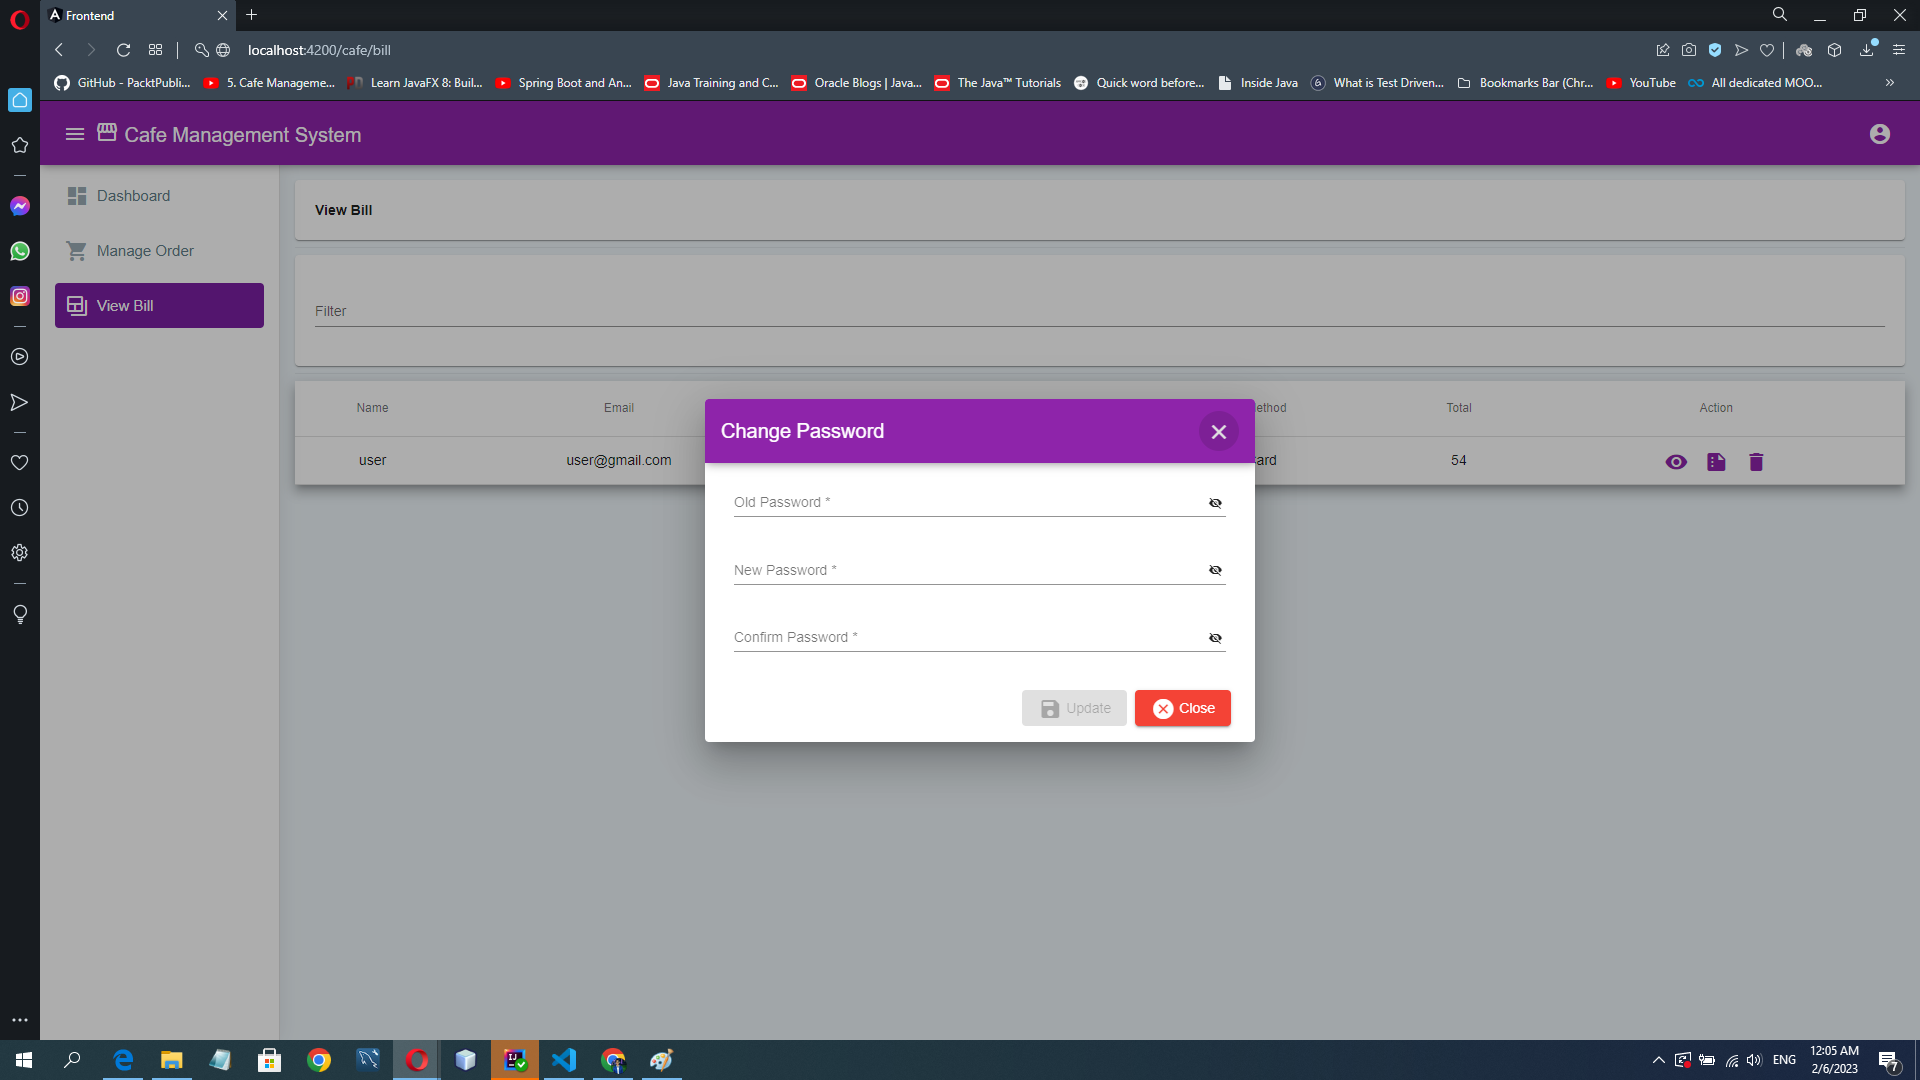 Frontend
localhost:4200/cafe/bill
GitHub - PacktPubli... 5. Cafe Manageme... Learn JavaFX 8: Buil... Spring Boot and An... Java Training and C... Oracle Blogs | Java... The Java™ Tutorials Quick word before... Inside Java What is Test Driven... Bookmarks Bar (Chr... YouTube All dedicated MOO...
Cafe Management System
Dashboard
Manage Order
View Bill
View Bill
Filter
Name Email ethod Total Action
user user@gmail.com ard 54
Change Password
Old Password *
New Password *
Confirm Password *
Update Close
ENG
12:05 AM
2/6/2023
7